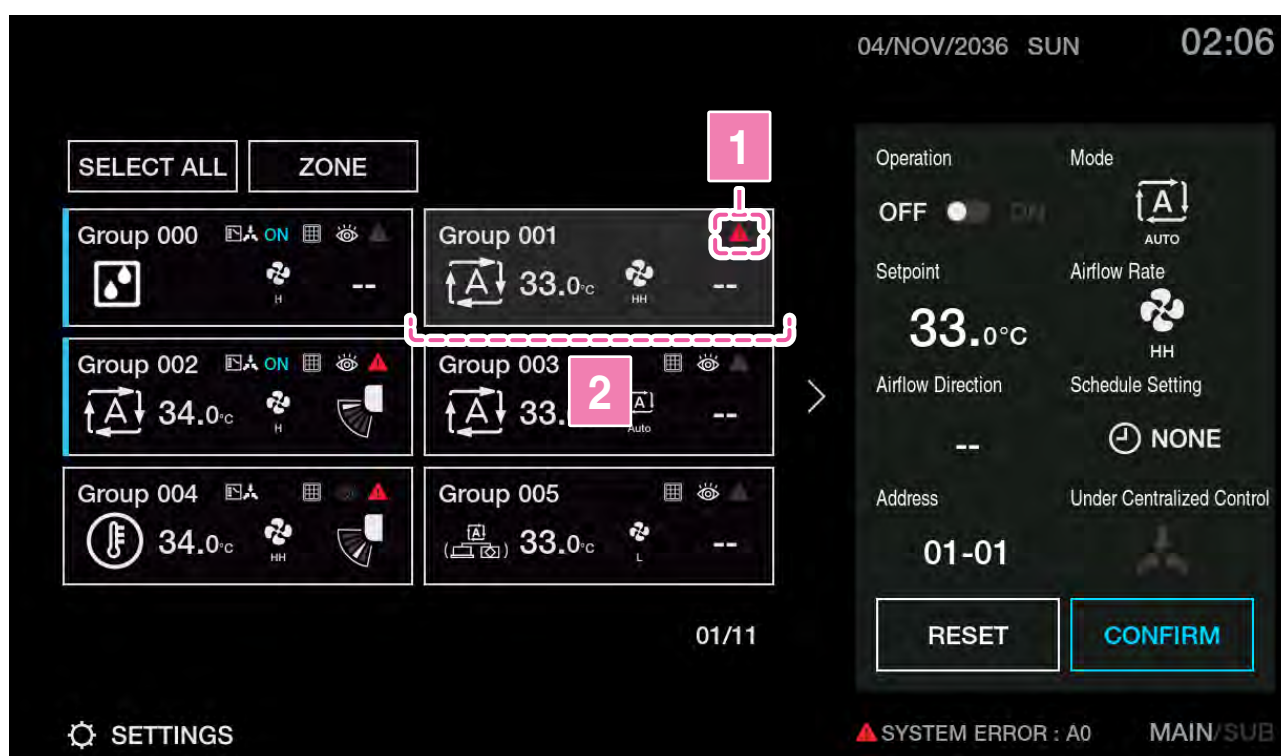 04/NOV/2036 SUN 02:06
SELECT ALL ZONE
1
Group 000 ON
H --
Group 001
A 33.0°C HH --
2
Group 002 ON
A 34.0°C H
Group 003
A 33. A Auto --
Group 004
34.0°C HH
Group 005
A 33.0°C L --
01/11
SETTINGS
Operation Mode
OFF ON A AUTO
Setpoint Airflow Rate
33.0°C HH
Airflow Direction Schedule Setting
-- NONE
Address Under Centralized Control
01-01
RESET CONFIRM
SYSTEM ERROR : A0 MAIN/SUB